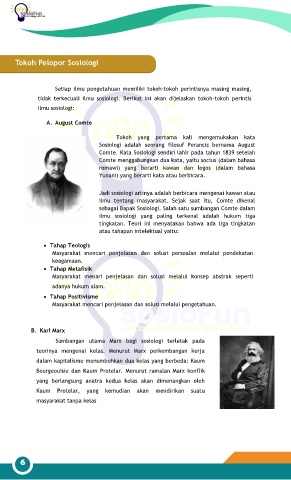 sosioFun
Tokoh Pelopor Sosiologi
Setiap ilmu pengetahuan memiliki tokoh-tokoh perintisnya masing masing,
tidak terkecuali ilmu sosiologi. Berikut ini akan dijelaskan tokoh-tokoh perintis
ilmu sosiologi:
A. August Comte
Tokoh yang pertama kali mengemukakan kata
Sosiologi adalah seorang filosuf Perancis bernama August
Comte. Kata Sosiologi sendiri lahir pada tahun 1839 setelah
Comte menggabungkan dua kata, yaitu socius (dalam bahasa
romawi) yang berarti kawan dan logos (dalam bahasa
Yunani) yang berarti kata atau berbicara.
Jadi sosiologi artinya adalah berbicara mengenai kawan atau
ilmu tentang masyarakat. Sejak saat itu, Comte dikenal
sebagai Bapak Sosiologi. Salah satu sumbangan Comte dalam
ilmu sosiologi yang paling terkenal adalah hukum tiga
tingkatan. Teori ini menyatakan bahwa ada tiga tingkatan
atau tahapan intelektual yaitu:
• Tahap Teologis
Masyarakat mencari penjelasan dan solusi persoalan melalui pendekatan
keagamaan.
• Tahap Metafisik
Masyarakat mencari penjelasan dan solusi melalui konsep abstrak seperti
adanya hukum alam.
• Tahap Positivisme
Masyarakat mencari penjelasan dan solusi melalui pengetahuan.
sosioFun
B. Karl Marx
Sumbangan utama Marx bagi sosiologi terletak pada
teorinya mengenai kelas. Menurut Marx perkembangan kerja
dalam kapitalisme menumbuhkan dua kelas yang berbeda: Kaum
Bourgeouisie dan Kaum Protelar. Menurut ramalan Marx konflik
yang berlangsung anatra kedua kelas akan dimenangkan oleh
Kaum Protelar, yang kemudian akan mendirikan suatu
masyarakat tanpa kelas
6